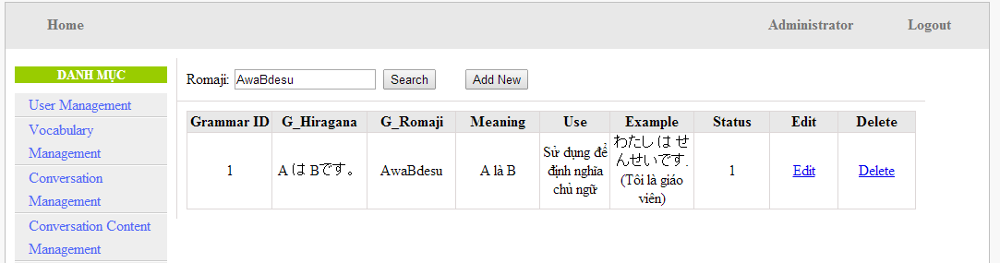 Home Administrator Logout
DANH MỤC
User Management
Vocabulary
Management
Conversation
Management
Conversation Content
Management
Romaji: AwaBdesu Search Add New
Grammar ID G_Hiragana G_Romaji Meaning Use Example Status Edit Delete
1 A は Bです。 AwaBdesu A là B Sử dụng để định nghĩa chủ ngữ わたし は せんせいです. (Tôi là giáo viên) 1 Edit Delete